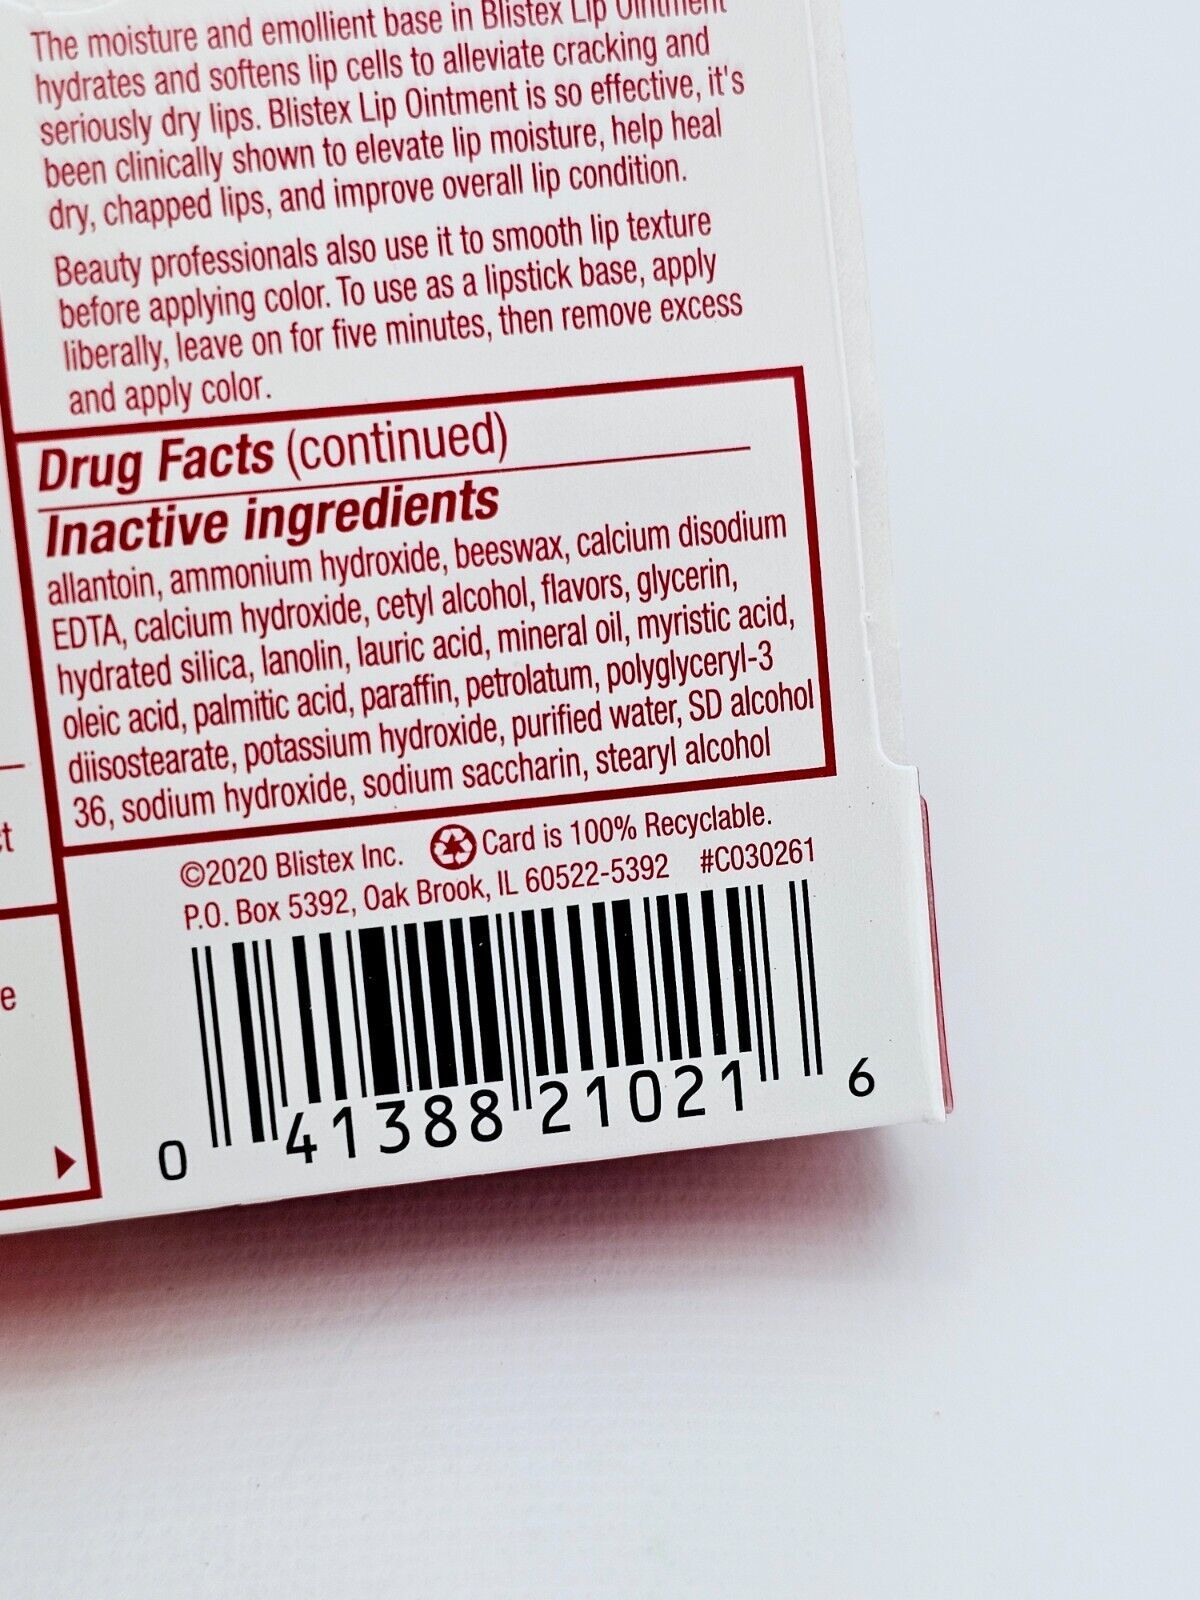 The moisture and emollient base in Blistex Lip Ointment
hydrates and softens lip cells to alleviate cracking and
seriously dry lips. Blistex Lip Ointment is so effective, it's
been clinically shown to elevate lip moisture, help heal
dry, chapped lips, and improve overall lip condition.
Beauty professionals also use it to smooth lip texture
before applying color. To use as a lipstick base, apply
liberally, leave on for five minutes, then remove excess
and apply color.
Drug Facts (continued)
Inactive ingredients
allantoin, ammonium hydroxide, beeswax, calcium disodium
EDTA, calcium hydroxide, cetyl alcohol, flavors, glycerin,
hydrated silica, lanolin, lauric acid, mineral oil, myristic acid,
oleic acid, palmitic acid, paraffin, petrolatum, polyglyceryl-3
diisostearate, potassium hydroxide, purified water, SD alcohol
36, sodium hydroxide, sodium saccharin, stearyl alcohol
©2020 Blistex Inc. Card is 100% Recyclable.
P.O. Box 5392, Oak Brook, IL 60522-5392 #C030261
0 41388 21021 6